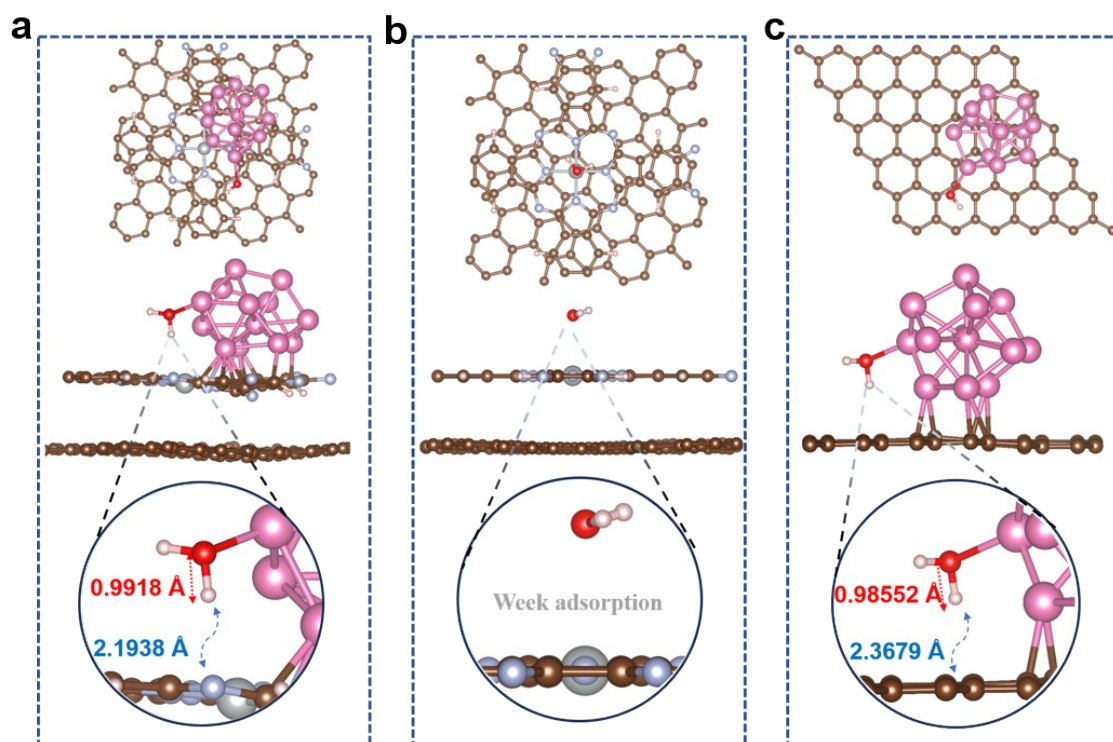 a
b
c
0.9918 Å
2.1938 Å
Week adsorption
0.98552 Å
2.3679 Å